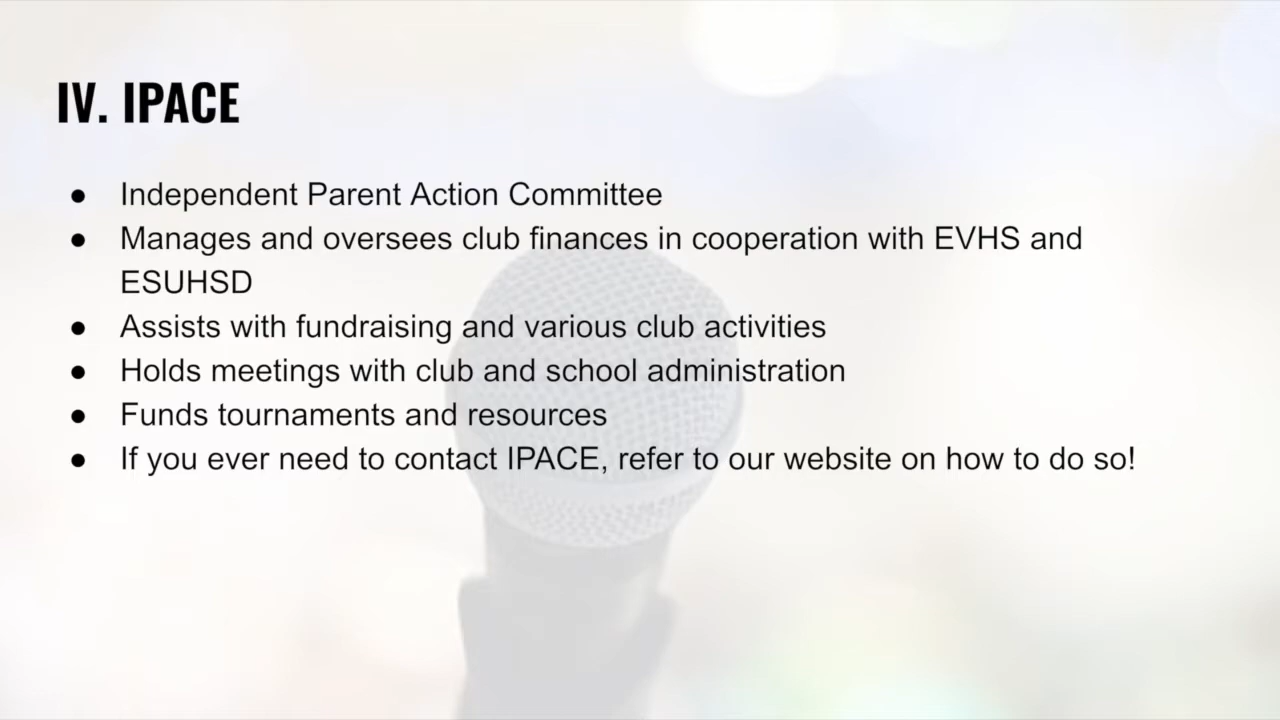 IV. IPACE
● Independent Parent Action Committee
● Manages and oversees club finances in cooperation with EVHS and
ESUHSD
● Assists with fundraising and various club activities
● Holds meetings with club and school administration
● Funds tournaments and resources
● If you ever need to contact IPACE, refer to our website on how to do so!